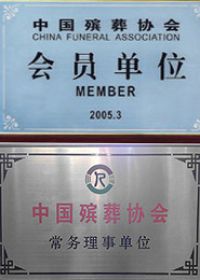 中国殡葬协会
CHINA FUNERAL ASSOCIATION
会员单位
MEMBER
2005.3
中国殡葬协会
常务理事单位